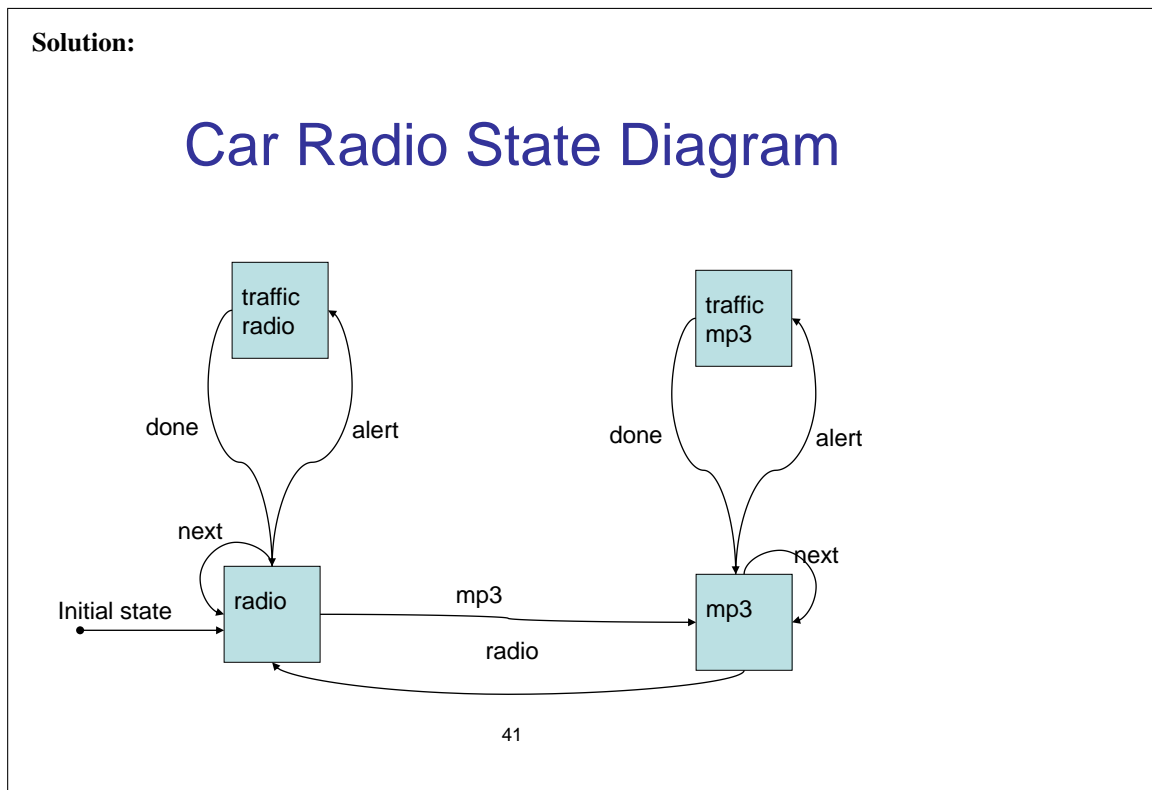 Solution:
Car Radio State Diagram
traffic
radio
traffic
mp3
done
alert
done
alert
next
next
radio
mp3
mp3
Initial state
radio
41